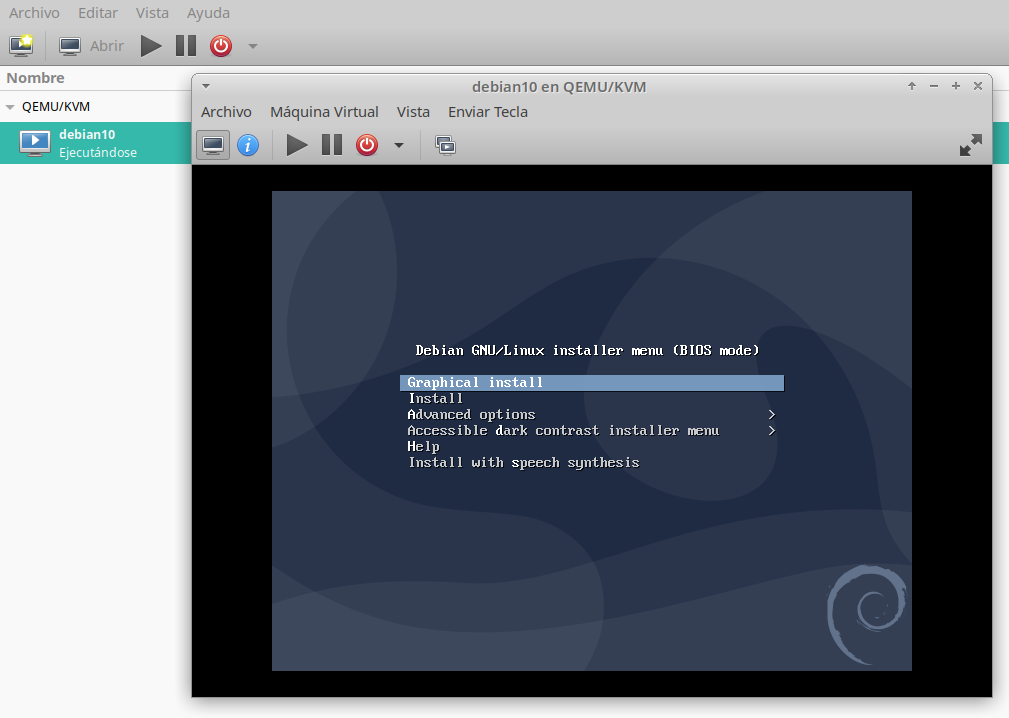 Archivo Editar Vista Ayuda
Abrir
Nombre
QEMU/KVM
debian10
Ejecutándose
debian10 en QEMU/KVM
Archivo Máquina Virtual Vista Enviar Tecla
Debian GNU/Linux installer menu (BIOS mode)
Graphical install
Install
Advanced options >
Accessible dark contrast installer menu >
Help
Install with speech synthesis